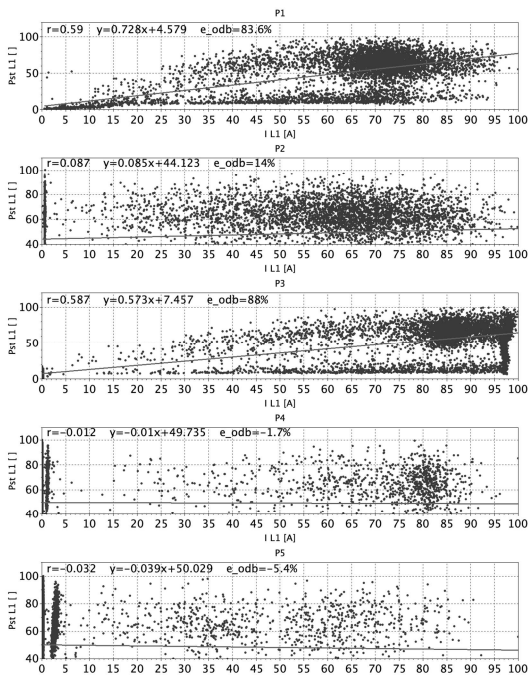 P1
r=0.59 y=0.728x+4.579 e_odb=83.6%
Pst L1 [ ]
100
50
0
0 5 10 15 20 25 30 35 40 45 50 55 60 65 70 75 80 85 90 95 100
I L1 [A]
P2
r=0.087 y=0.085x+44.123 e_odb=14%
Pst L1 [ ]
100
80
60
40
0 5 10 15 20 25 30 35 40 45 50 55 60 65 70 75 80 85 90 95 100
I L1 [A]
P3
r=0.587 y=0.573x+7.457 e_odb=88%
Pst L1 [ ]
100
50
0
0 5 10 15 20 25 30 35 40 45 50 55 60 65 70 75 80 85 90 95 100
I L1 [A]
P4
r=−0.012 y=−0.01x+49.735 e_odb=−1.7%
Pst L1 [ ]
100
80
60
40
0 5 10 15 20 25 30 35 40 45 50 55 60 65 70 75 80 85 90 95 100
I L1 [A]
P5
r=−0.032 y=−0.039x+50.029 e_odb=−5.4%
Pst L1 [ ]
100
80
60
40
0 5 10 15 20 25 30 35 40 45 50 55 60 65 70 75 80 85 90 95 100
I L1 [A]